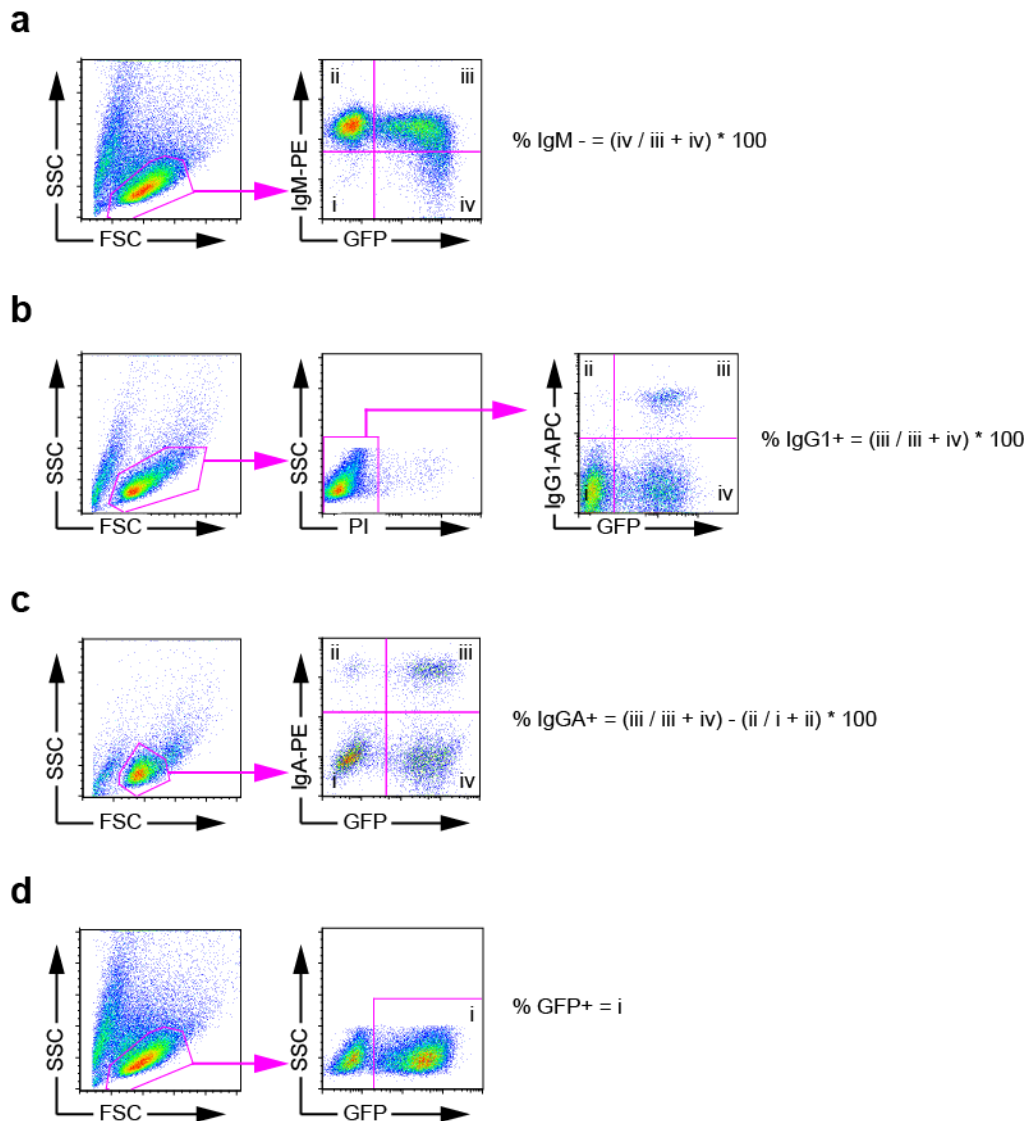 a
SSC
FSC
IgM-PE
GFP
ii
iii
i
iv
% IgM - = (iv / iii + iv) * 100
b
SSC
FSC
SSC
PI
IgG1-APC
GFP
ii
iii
i
iv
% IgG1+ = (iii / iii + iv) * 100
c
SSC
FSC
IgA-PE
GFP
ii
iii
i
iv
% IgGA+ = (iii / iii + iv) - (ii / i + ii) * 100
d
SSC
FSC
SSC
GFP
i
% GFP+ = i